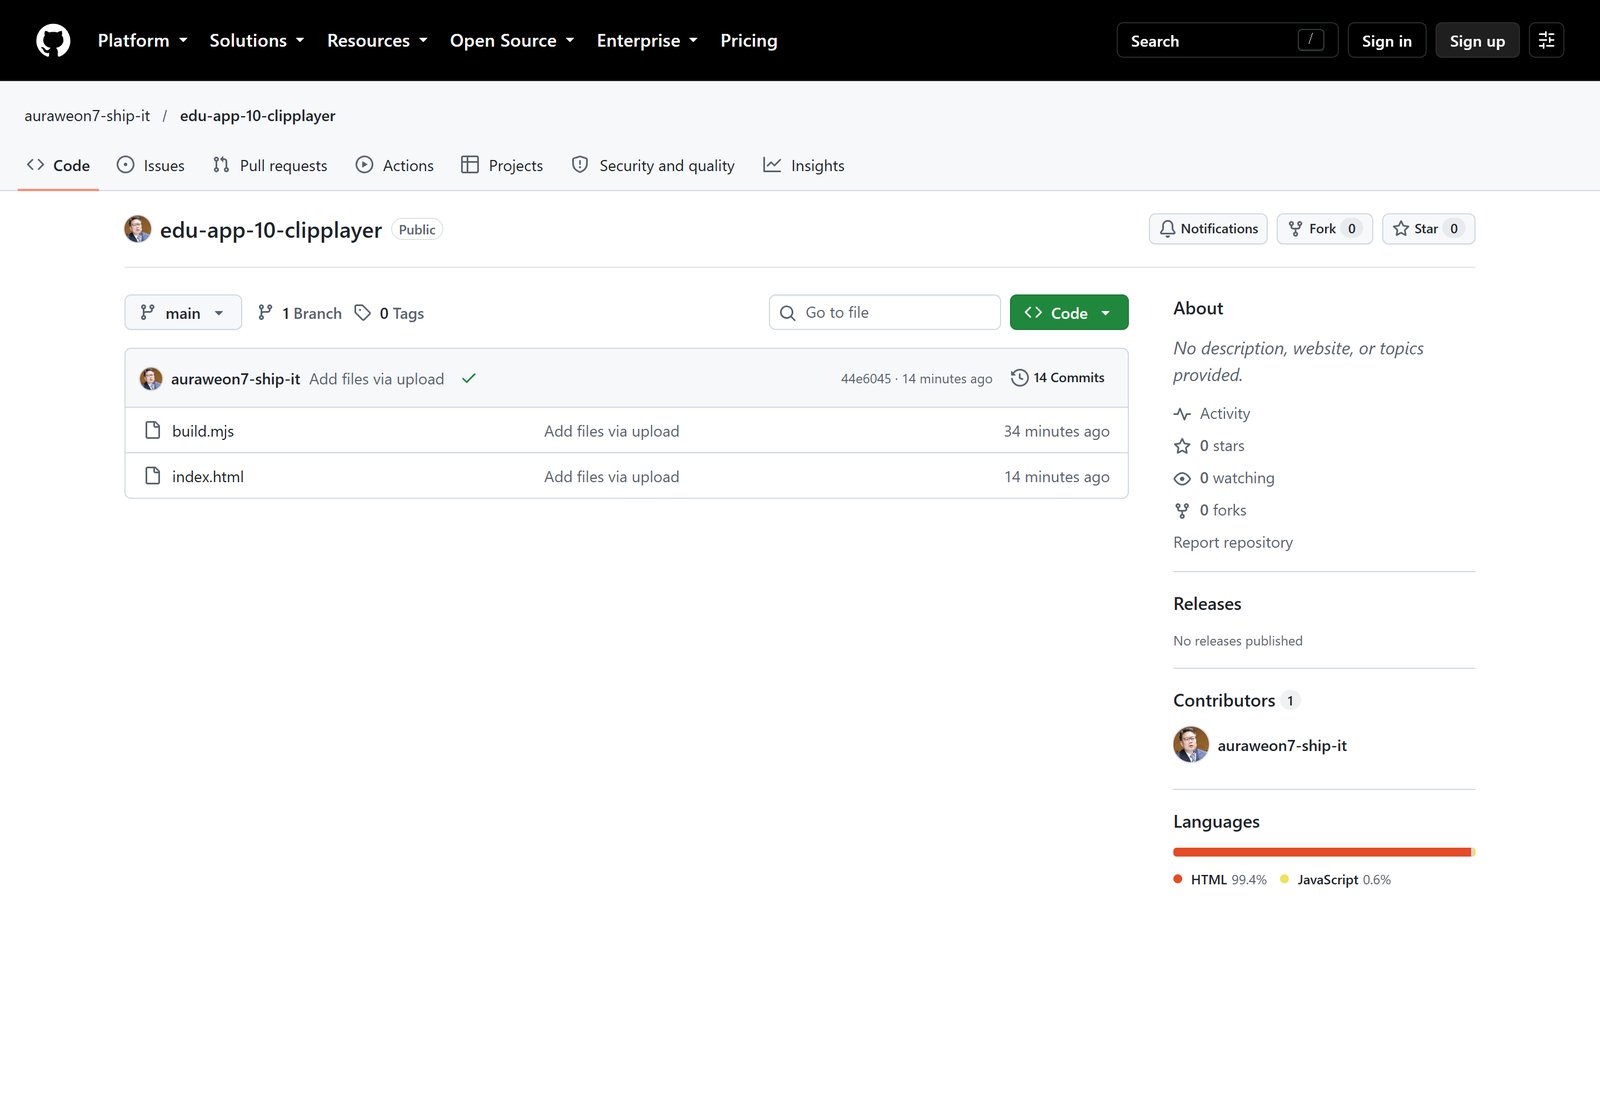 Platform Solutions Resources Open Source Enterprise Pricing Search / Sign in Sign up
auraweon7-ship-it / edu-app-10-clipplayer
Code Issues Pull requests Actions Projects Security and quality Insights
edu-app-10-clipplayer Public Notifications Fork 0 Star 0
main 1 Branch 0 Tags Go to file Code
auraweon7-ship-it Add files via upload 44e6045 · 14 minutes ago 14 Commits
build.mjs Add files via upload 34 minutes ago
index.html Add files via upload 14 minutes ago
About
No description, website, or topics
provided.
Activity
0 stars
0 watching
0 forks
Report repository
Releases
No releases published
Contributors 1
auraweon7-ship-it
Languages
HTML 99.4% JavaScript 0.6%